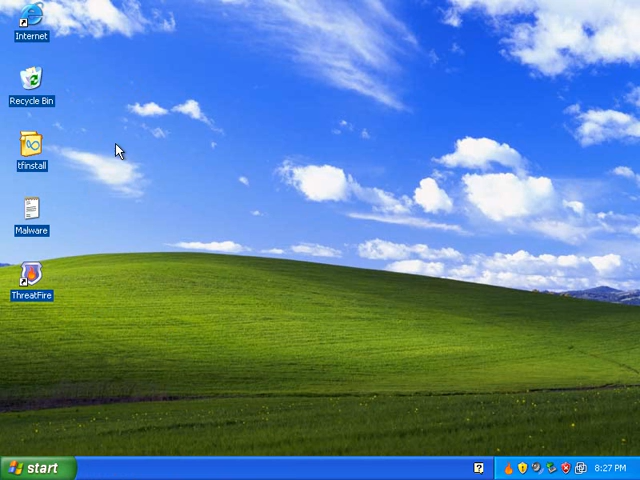 Internet
Recycle Bin
tfinstall
Malware
ThreatFire
start
8:27 PM